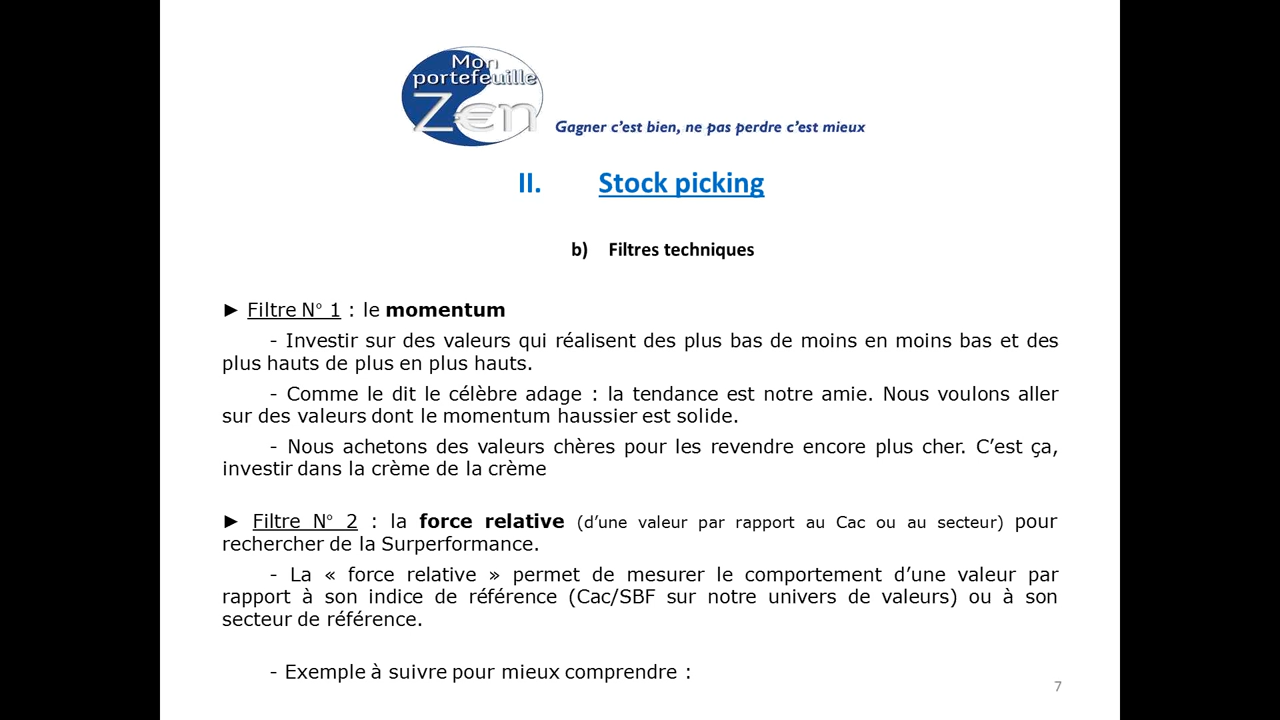 Mon
portefeuille
Z€n
Gagner c’est bien, ne pas perdre c’est mieux
II. Stock picking
b) Filtres techniques
► Filtre N° 1 : le momentum
- Investir sur des valeurs qui réalisent des plus bas de moins en moins bas et des
plus hauts de plus en plus hauts.
- Comme le dit le célèbre adage : la tendance est notre amie. Nous voulons aller
sur des valeurs dont le momentum haussier est solide.
- Nous achetons des valeurs chères pour les revendre encore plus cher. C’est ça,
investir dans la crème de la crème
► Filtre N° 2 : la force relative (d’une valeur par rapport au Cac ou au secteur) pour
rechercher de la Surperformance.
- La « force relative » permet de mesurer le comportement d’une valeur par
rapport à son indice de référence (Cac/SBF sur notre univers de valeurs) ou à son
secteur de référence.
- Exemple à suivre pour mieux comprendre :
7